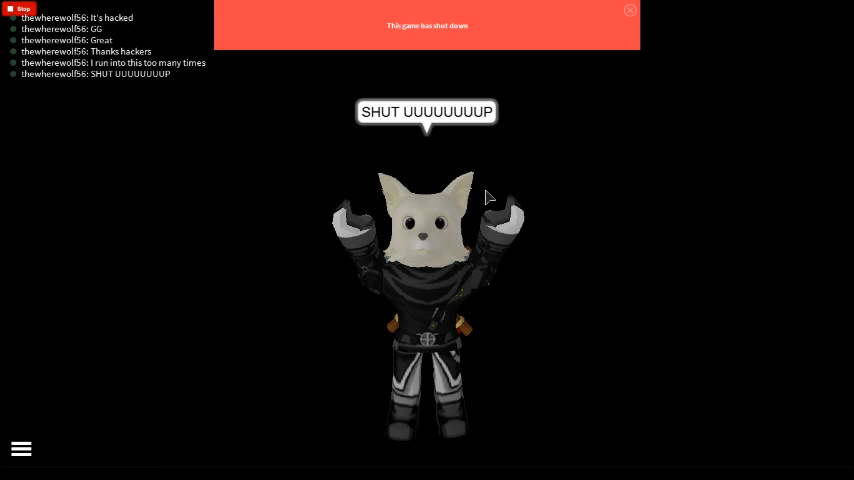 Stop
thewherewolf56: It's hacked
thewherewolf56: GG
thewherewolf56: Great
thewherewolf56: Thanks hackers
thewherewolf56: I run into this too many times
thewherewolf56: SHUT UUUUUUUUP
This game has shut down
SHUT UUUUUUUUP